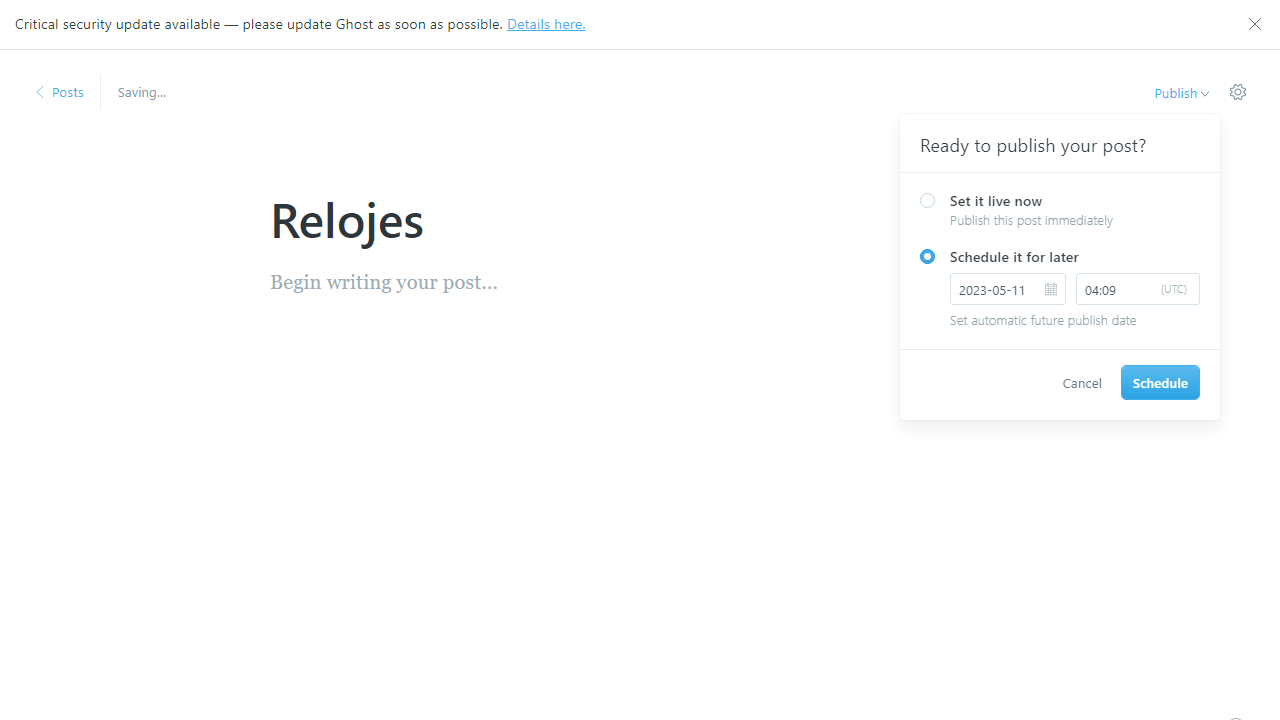 Critical security update available — please update Ghost as soon as possible. Details here.
Posts
Saving...
Publish
Ready to publish your post?
Set it live now
Publish this post immediately
Schedule it for later
2023-05-11
04:09
(UTC)
Set automatic future publish date
Cancel
Schedule
Relojes
Begin writing your post...